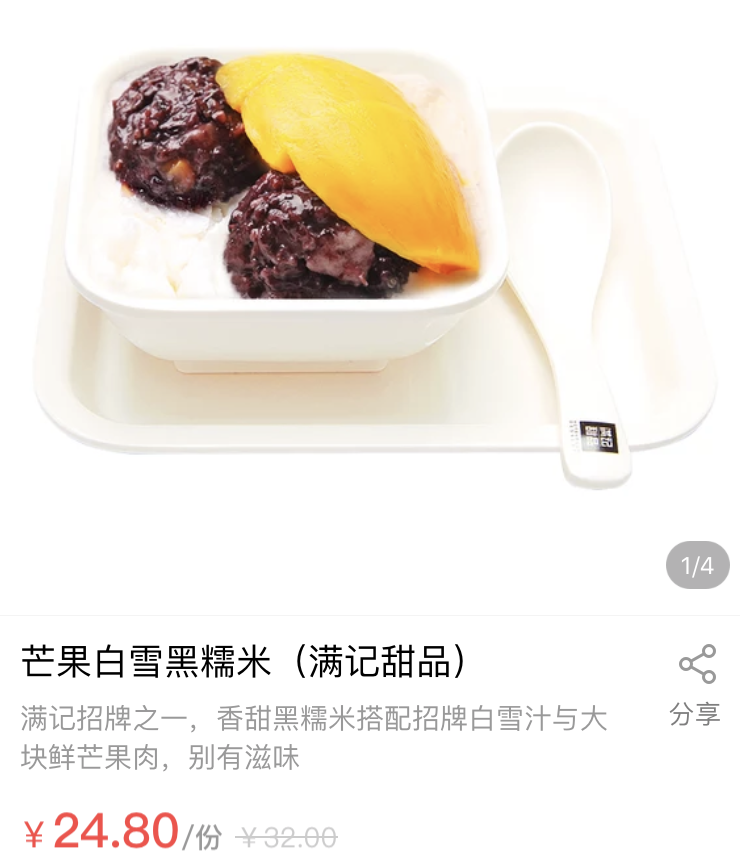 1/4
芒果白雪黑糯米（满记甜品）
满记招牌之一，香甜黑糯米搭配招牌白雪汁与大
分享
块鲜芒果肉，别有滋味
￥24.80/份 ￥32.00